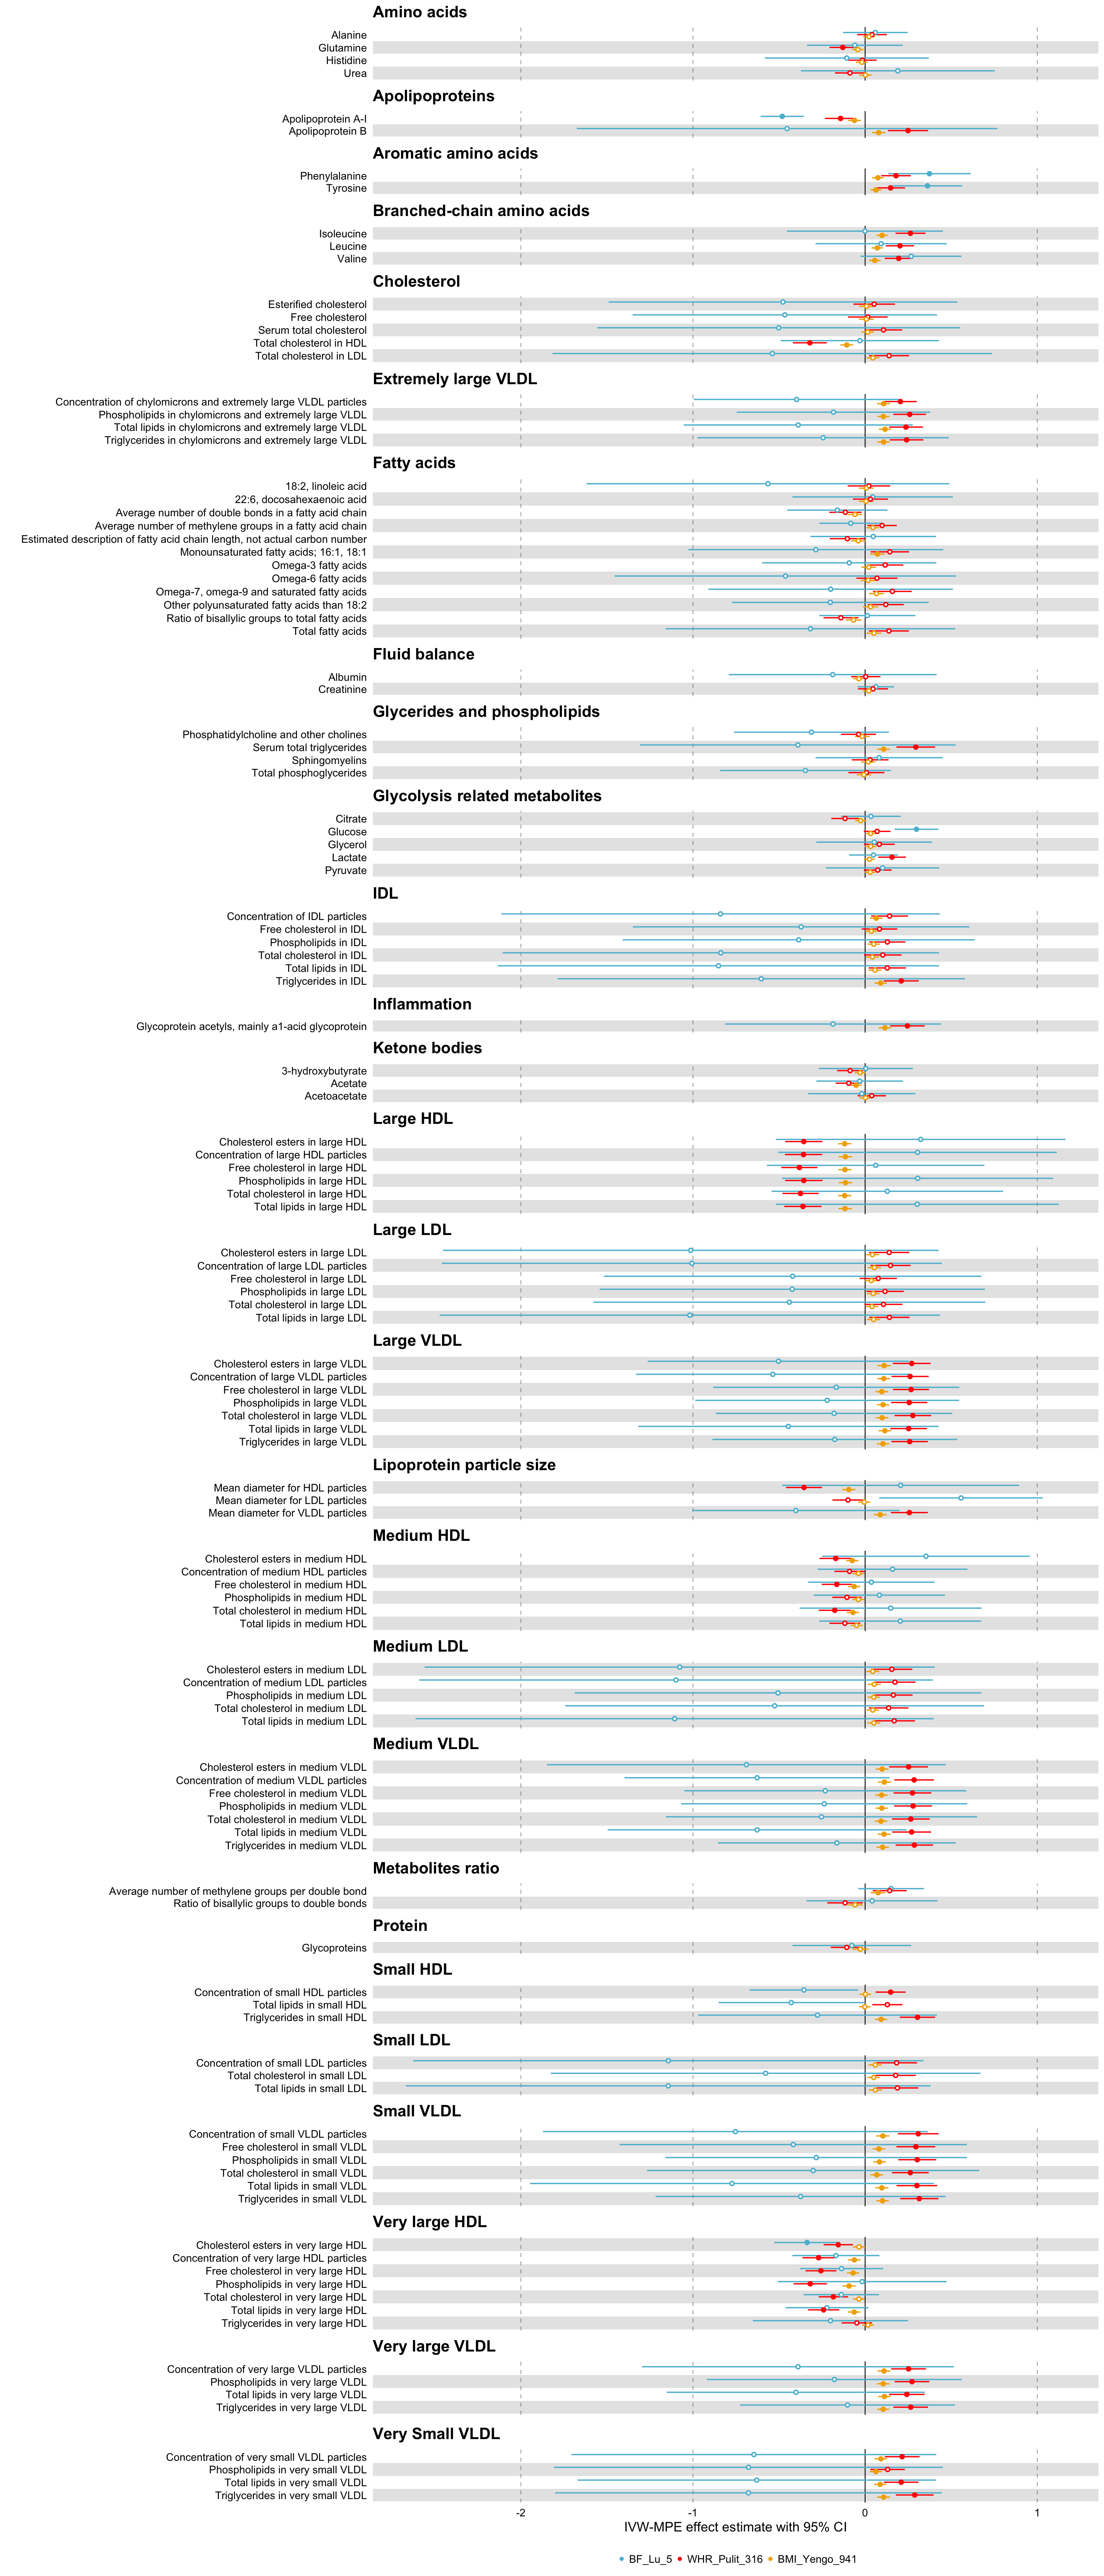 Amino acids
Alanine
Glutamine
Histidine
Urea
Apolipoproteins
Apolipoprotein A-I
Apolipoprotein B
Aromatic amino acids
Phenylalanine
Tyrosine
Branched-chain amino acids
Isoleucine
Leucine
Valine
Cholesterol
Esterified cholesterol
Free cholesterol
Serum total cholesterol
Total cholesterol in HDL
Total cholesterol in LDL
Extremely large VLDL
Concentration of chylomicrons and extremely large VLDL particles
Phospholipids in chylomicrons and extremely large VLDL
Total lipids in chylomicrons and extremely large VLDL
Triglycerides in chylomicrons and extremely large VLDL
Fatty acids
18:2, linoleic acid
22:6, docosahexaenoic acid
Average number of double bonds in a fatty acid chain
Average number of methylene groups in a fatty acid chain
Estimated description of fatty acid chain length, not actual carbon number
Monounsaturated fatty acids; 16:1, 18:1
Omega-3 fatty acids
Omega-6 fatty acids
Omega-7, omega-9 and saturated fatty acids
Other polyunsaturated fatty acids than 18:2
Ratio of bisallylic groups to total fatty acids
Total fatty acids
Fluid balance
Albumin
Creatinine
Glycerides and phospholipids
Phosphatidylcholine and other cholines
Serum total triglycerides
Sphingomyelins
Total phosphoglycerides
Glycolysis related metabolites
Citrate
Glucose
Glycerol
Lactate
Pyruvate
IDL
Concentration of IDL particles
Free cholesterol in IDL
Phospholipids in IDL
Total cholesterol in IDL
Total lipids in IDL
Triglycerides in IDL
Inflammation
Glycoprotein acetyls, mainly a1-acid glycoprotein
Ketone bodies
3-hydroxybutyrate
Acetate
Acetoacetate
Large HDL
Cholesterol esters in large HDL
Concentration of large HDL particles
Free cholesterol in large HDL
Phospholipids in large HDL
Total cholesterol in large HDL
Total lipids in large HDL
Large LDL
Cholesterol esters in large LDL
Concentration of large LDL particles
Free cholesterol in large LDL
Phospholipids in large LDL
Total cholesterol in large LDL
Total lipids in large LDL
Large VLDL
Cholesterol esters in large VLDL
Concentration of large VLDL particles
Free cholesterol in large VLDL
Phospholipids in large VLDL
Total cholesterol in large VLDL
Total lipids in large VLDL
Triglycerides in large VLDL
Lipoprotein particle size
Mean diameter for HDL particles
Mean diameter for LDL particles
Mean diameter for VLDL particles
Medium HDL
Cholesterol esters in medium HDL
Concentration of medium HDL particles
Free cholesterol in medium HDL
Phospholipids in medium HDL
Total cholesterol in medium HDL
Total lipids in medium HDL
Medium LDL
Cholesterol esters in medium LDL
Concentration of medium LDL particles
Phospholipids in medium LDL
Total cholesterol in medium LDL
Total lipids in medium LDL
Medium VLDL
Cholesterol esters in medium VLDL
Concentration of medium VLDL particles
Free cholesterol in medium VLDL
Phospholipids in medium VLDL
Total cholesterol in medium VLDL
Total lipids in medium VLDL
Triglycerides in medium VLDL
Metabolites ratio
Average number of methylene groups per double bond
Ratio of bisallylic groups to double bonds
Protein
Glycoproteins
Small HDL
Concentration of small HDL particles
Total lipids in small HDL
Triglycerides in small HDL
Small LDL
Concentration of small LDL particles
Total cholesterol in small LDL
Total lipids in small LDL
Small VLDL
Concentration of small VLDL particles
Free cholesterol in small VLDL
Phospholipids in small VLDL
Total cholesterol in small VLDL
Total lipids in small VLDL
Triglycerides in small VLDL
Very large HDL
Cholesterol esters in very large HDL
Concentration of very large HDL particles
Free cholesterol in very large HDL
Phospholipids in very large HDL
Total cholesterol in very large HDL
Total lipids in very large HDL
Triglycerides in very large HDL
Very large VLDL
Concentration of very large VLDL particles
Phospholipids in very large VLDL
Total lipids in very large VLDL
Triglycerides in very large VLDL
Very Small VLDL
Concentration of very small VLDL particles
Phospholipids in very small VLDL
Total lipids in very small VLDL
Triglycerides in very small VLDL
-2 -1 0 1
IVW-MPE effect estimate with 95% CI
BF_Lu_5 WHR_Pulit_316 BMI_Yengo_941